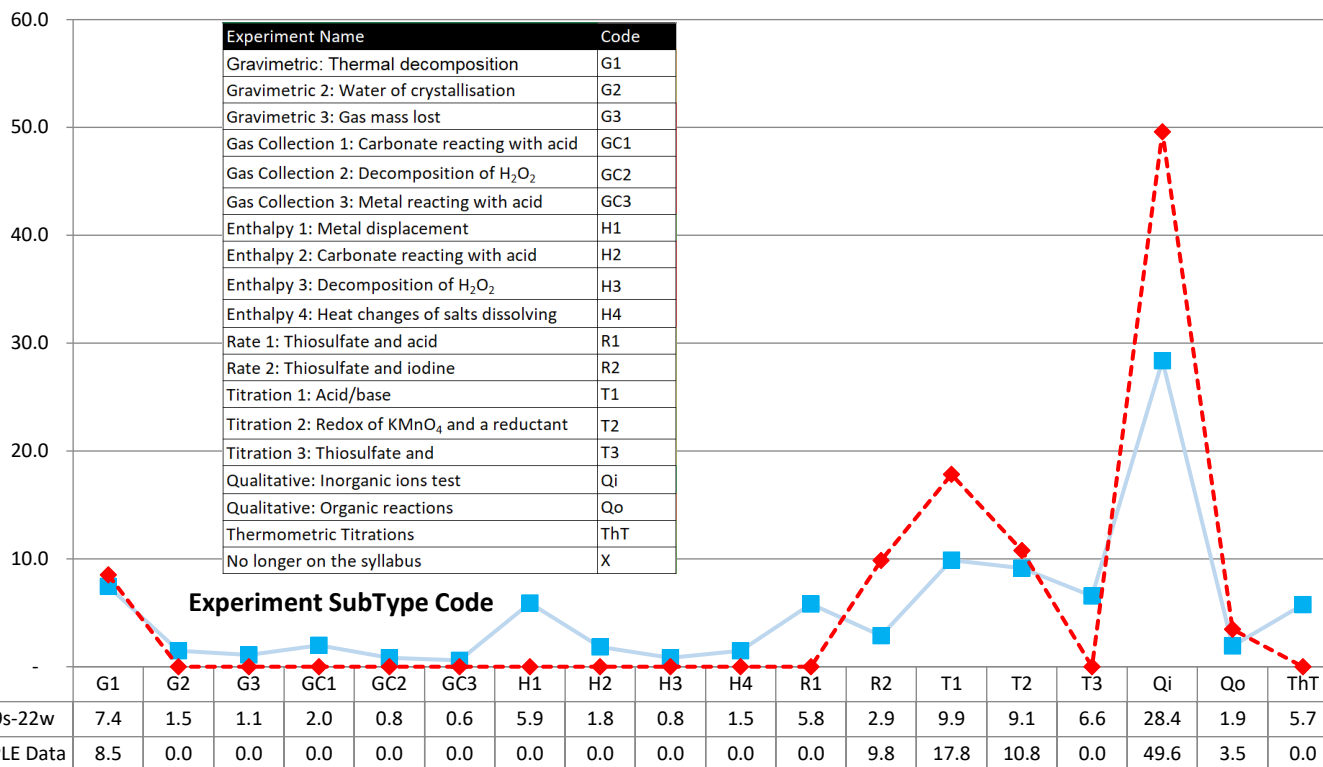 60.0
50.0
40.0
30.0
20.0
10.0
-
Experiment Name Code
Gravimetric: Thermal decomposition G1
Gravimetric 2: Water of crystallisation G2
Gravimetric 3: Gas mass lost G3
Gas Collection 1: Carbonate reacting with acid GC1
Gas Collection 2: Decomposition of H₂O₂ GC2
Gas Collection 3: Metal reacting with acid GC3
Enthalpy 1: Metal displacement H1
Enthalpy 2: Carbonate reacting with acid H2
Enthalpy 3: Decomposition of H₂O₂ H3
Enthalpy 4: Heat changes of salts dissolving H4
Rate 1: Thiosulfate and acid R1
Rate 2: Thiosulfate and iodine R2
Titration 1: Acid/base T1
Titration 2: Redox of KMnO₄ and a reductant T2
Titration 3: Thiosulfate and T3
Qualitative: Inorganic ions test Qi
Qualitative: Organic reactions Qo
Thermometric Titrations ThT
No longer on the syllabus X
Experiment SubType Code
G1 G2 G3 GC1 GC2 GC3 H1 H2 H3 H4 R1 R2 T1 T2 T3 Qi Qo ThT
s-22w 7.4 1.5 1.1 2.0 0.8 0.6 5.9 1.8 0.8 1.5 5.8 2.9 9.9 9.1 6.6 28.4 1.9 5.7
LE Data 8.5 0.0 0.0 0.0 0.0 0.0 0.0 0.0 0.0 0.0 0.0 9.8 17.8 10.8 0.0 49.6 3.5 0.0